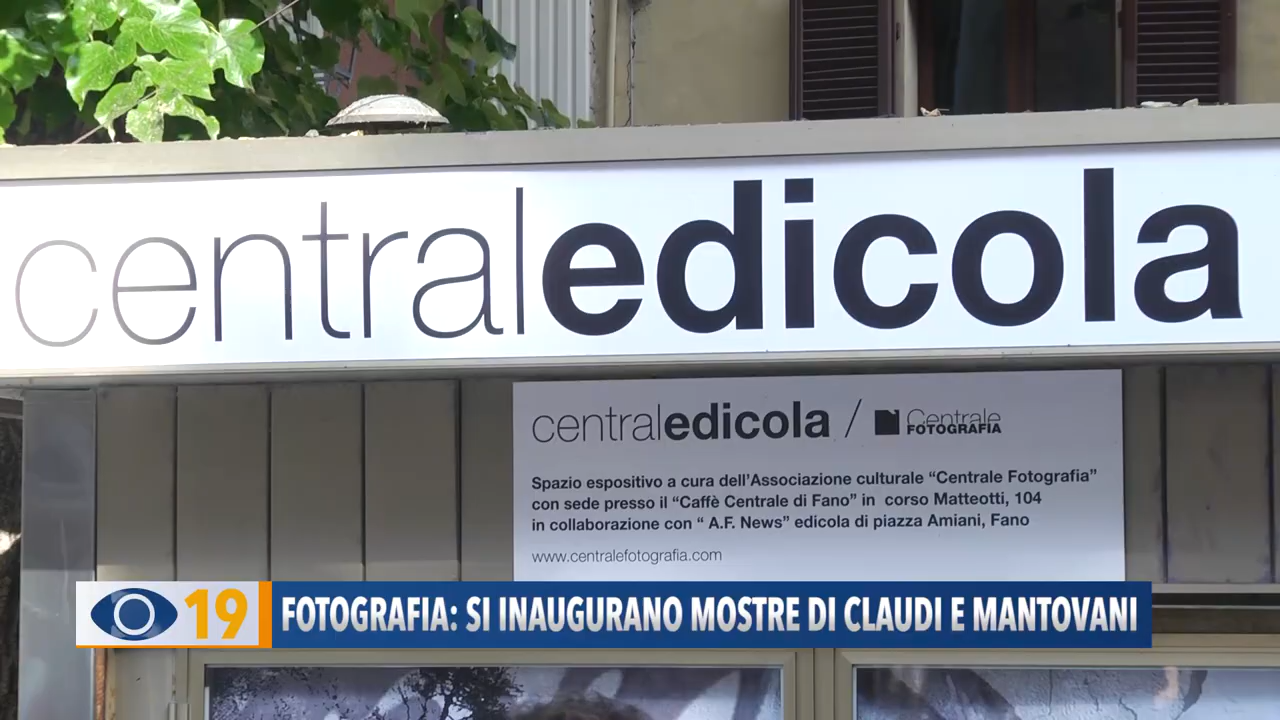 centraledicola
centraledicola / Centrale
FOTOGRAFIA
Spazio espositivo a cura dell’Associazione culturale “Centrale Fotografia”
con sede presso il “Caffè Centrale di Fano” in corso Matteotti, 104
in collaborazione con “ A.F. News” edicola di piazza Amiani, Fano
www.centralefotografia.com
19 FOTOGRAFIA: SI INAUGURANO MOSTRE DI CLAUDI E MANTOVANI